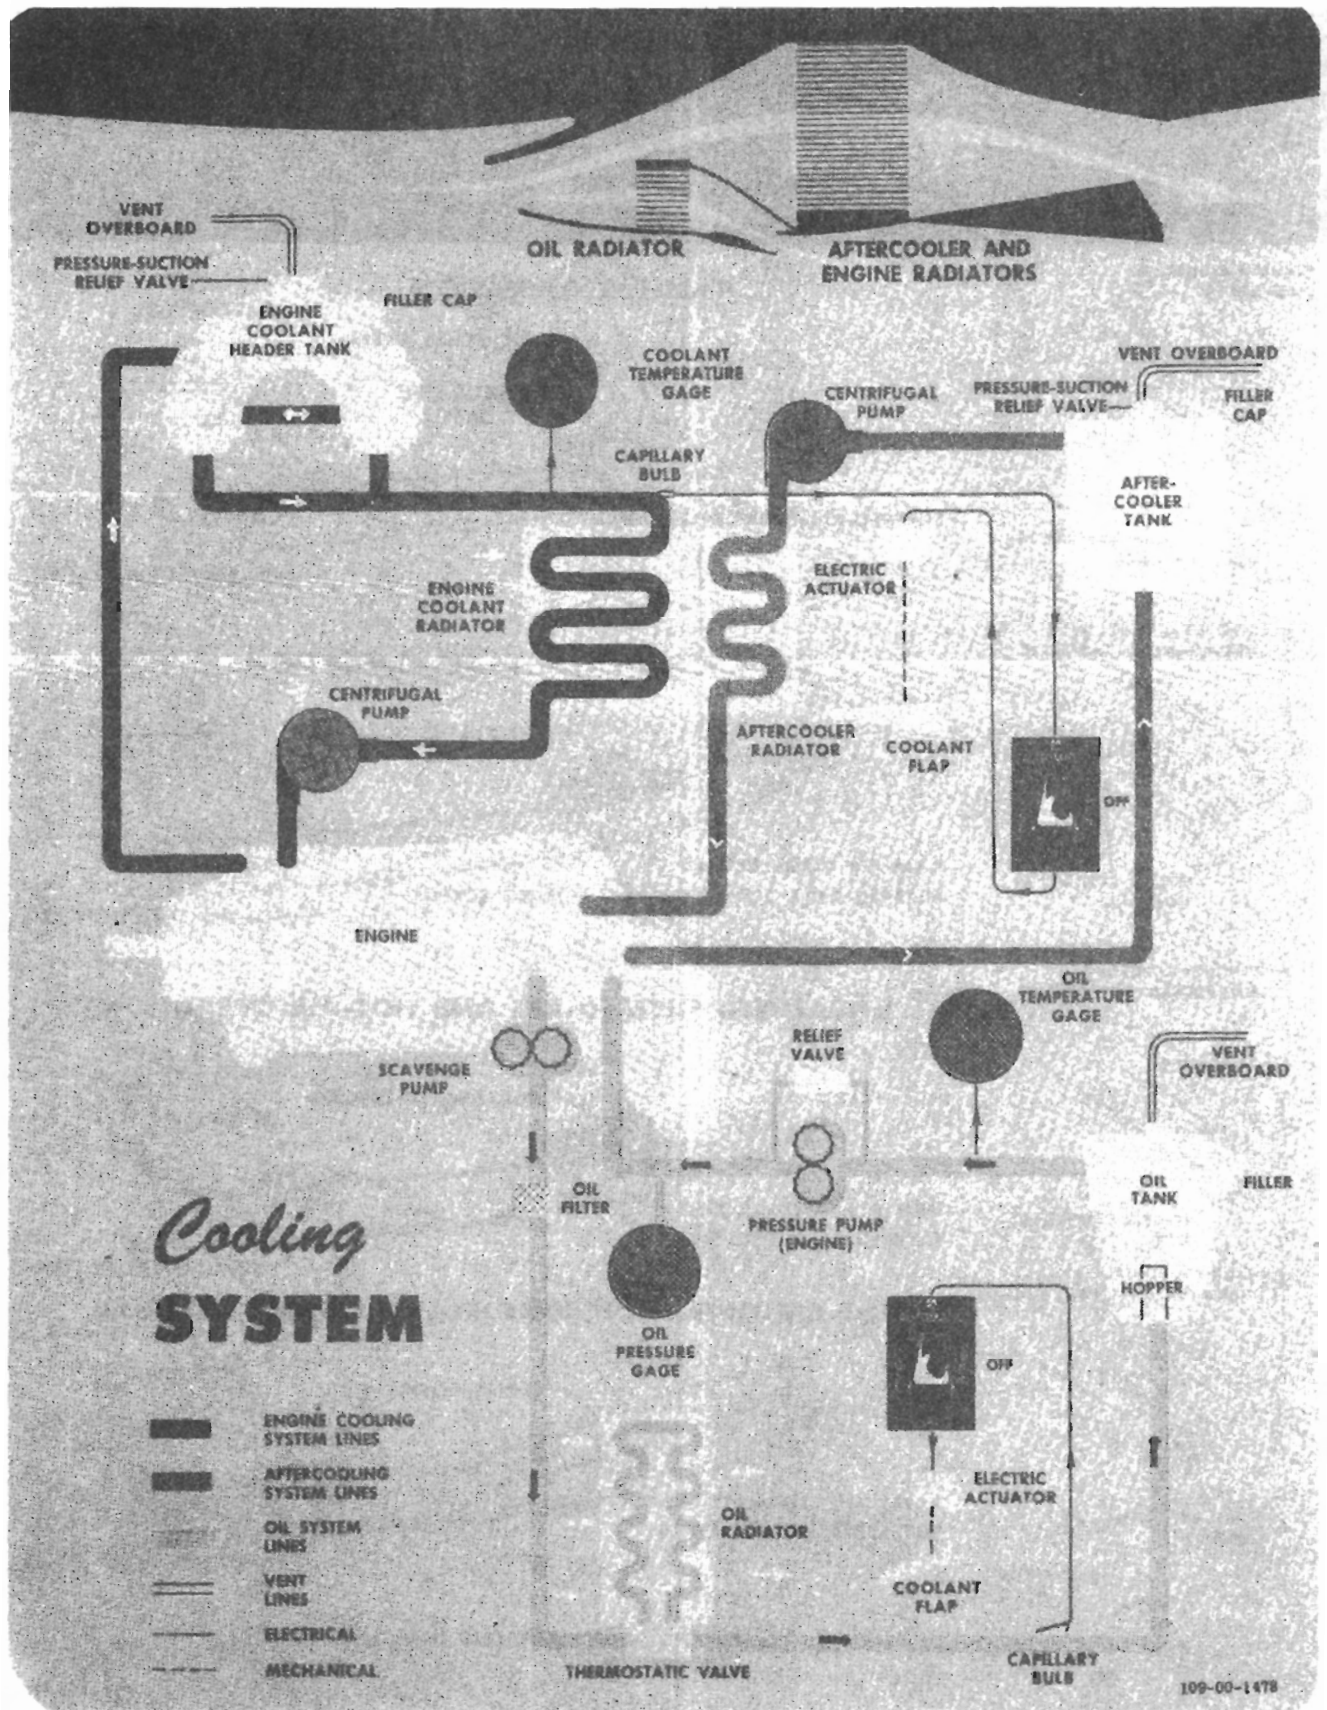 OIL RADIATOR
AFTERCOOLER AND
ENGINE RADIATORS
VENT
OVERBOARD
PRESSURE-SUCTION
RELIEF VALVE
FILLER CAP
ENGINE
COOLANT
HEADER TANK
COOLANT
TEMPERATURE
GAGE
VENT OVERBOARD
CENTRIFUGAL
PUMP
PRESSURE-SUCTION
RELIEF VALVE
FILLER
CAP
CAPILLARY
BULB
AFTER-
COOLER
TANK
ENGINE
COOLANT
RADIATOR
ELECTRIC
ACTUATOR
CENTRIFUGAL
PUMP
AFTERCOOLER
RADIATOR
COOLANT
FLAP
OFF
ENGINE
OIL
TEMPERATURE
GAGE
SCAVENGE
PUMP
RELIEF
VALVE
VENT
OVERBOARD
OIL
FILTER
OIL
TANK
FILLER
PRESSURE PUMP
(ENGINE)
HOPPER
Cooling
SYSTEM
OIL
PRESSURE
GAGE
OFF
ENGINE COOLING
SYSTEM LINES
AFTERCOOLING
SYSTEM LINES
OIL SYSTEM
LINES
VENT
LINES
ELECTRICAL
MECHANICAL
ELECTRIC
ACTUATOR
OIL
RADIATOR
COOLANT
FLAP
THERMOSTATIC VALVE
CAPILLARY
BULB
109-00-1478